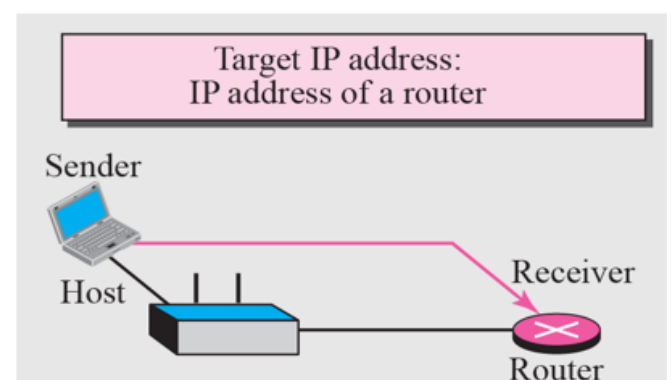 Target IP address:
IP address of a router
Sender
Host
Receiver
Router